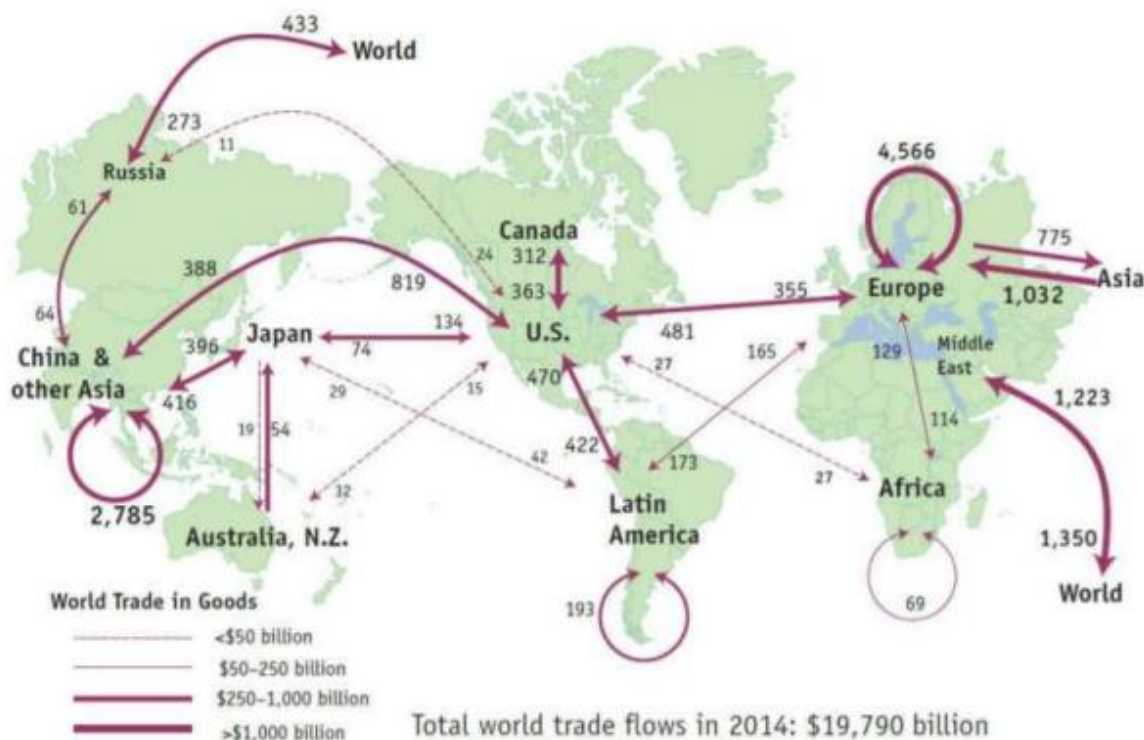 433
World
273
11
Russia
61
64
388
819
24
Canada
312
363
U.S.
4,566
775
Asia
1,032
Europe
355
481
Japan
134
74
396
416
China &
other Asia
2,785
29
42
15
32
19
54
Australia, N.Z.
470
422
27
27
165
173
129
114
Middle
East
1,223
1,350
World
Africa
69
Latin
America
193
World Trade in Goods
<$50 billion
$50–250 billion
$250–1,000 billion
>$1,000 billion
Total world trade flows in 2014: $19,790 billion